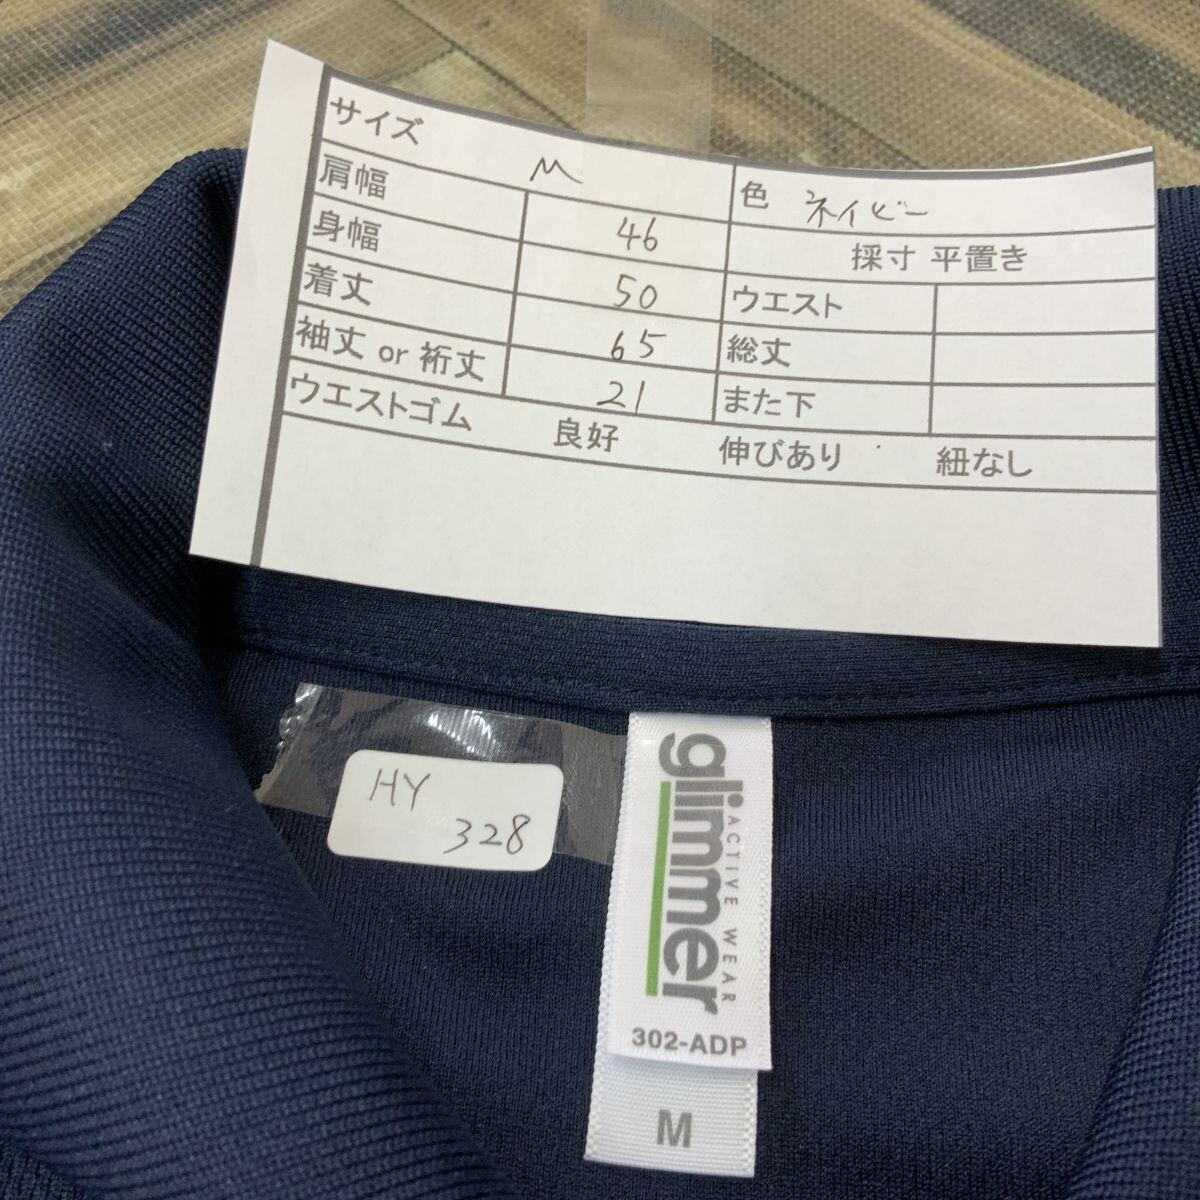 サイズ M 色 ネイビー
肩幅 46 採寸 平置き
身幅 50 ウエスト
着丈 65 総丈
袖丈 or 裄丈 21 また下
ウエストゴム 良好 伸びあり 紐なし
HY
328
glimmer
ACTIVE WEAR
302-ADP
M